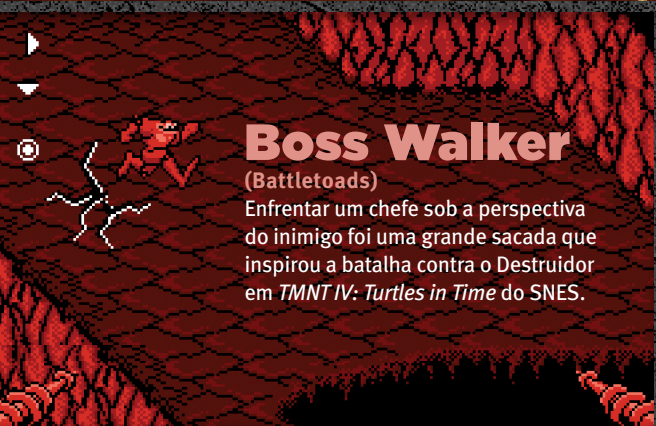 Boss Walker
(Battletoads)
Enfrentar um chefe sob a perspectiva
do inimigo foi uma grande sacada que
inspirou a batalha contra o Destruidor
em TMNT IV: Turtles in Time do SNES.